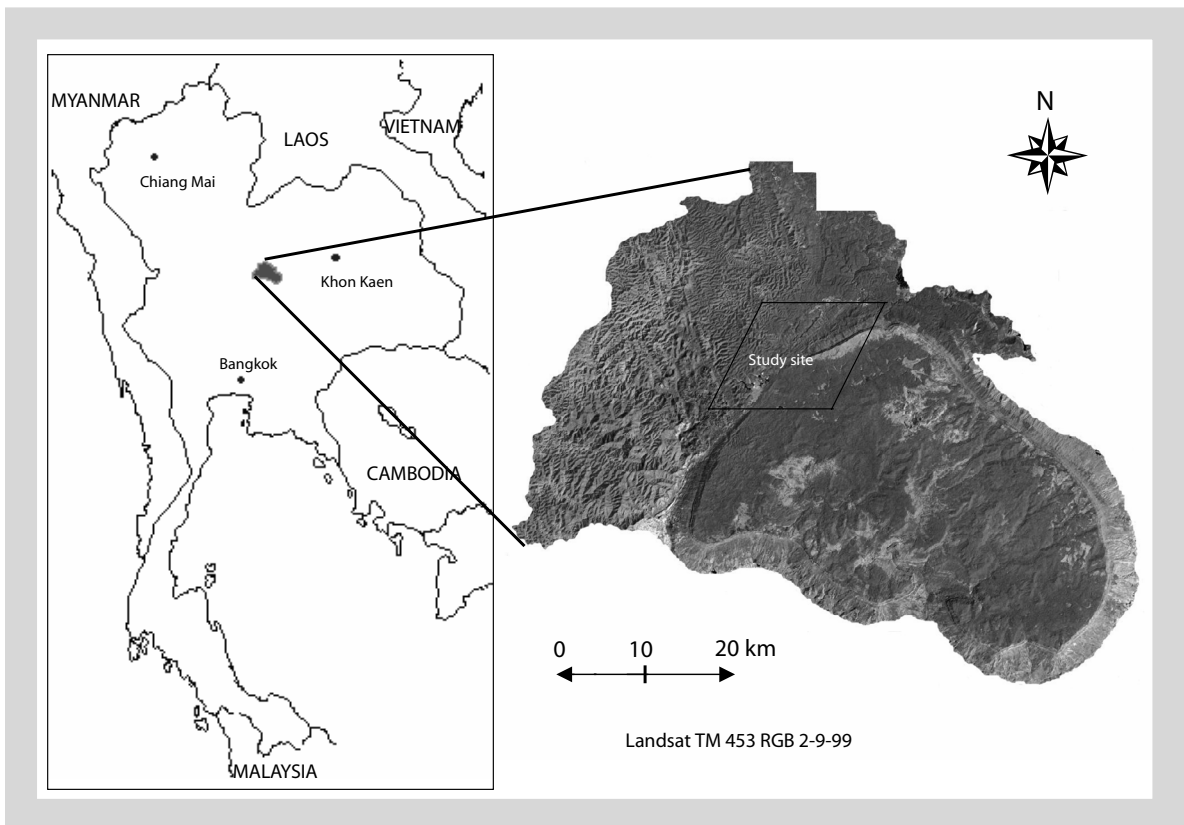 MYANMAR
LAOS
VIETNAM
Chiang Mai
Khon Kaen
Bangkok
CAMBODIA
MALAYSIA
N
Study site
0 10 20 km
Landsat TM 453 RGB 2-9-99